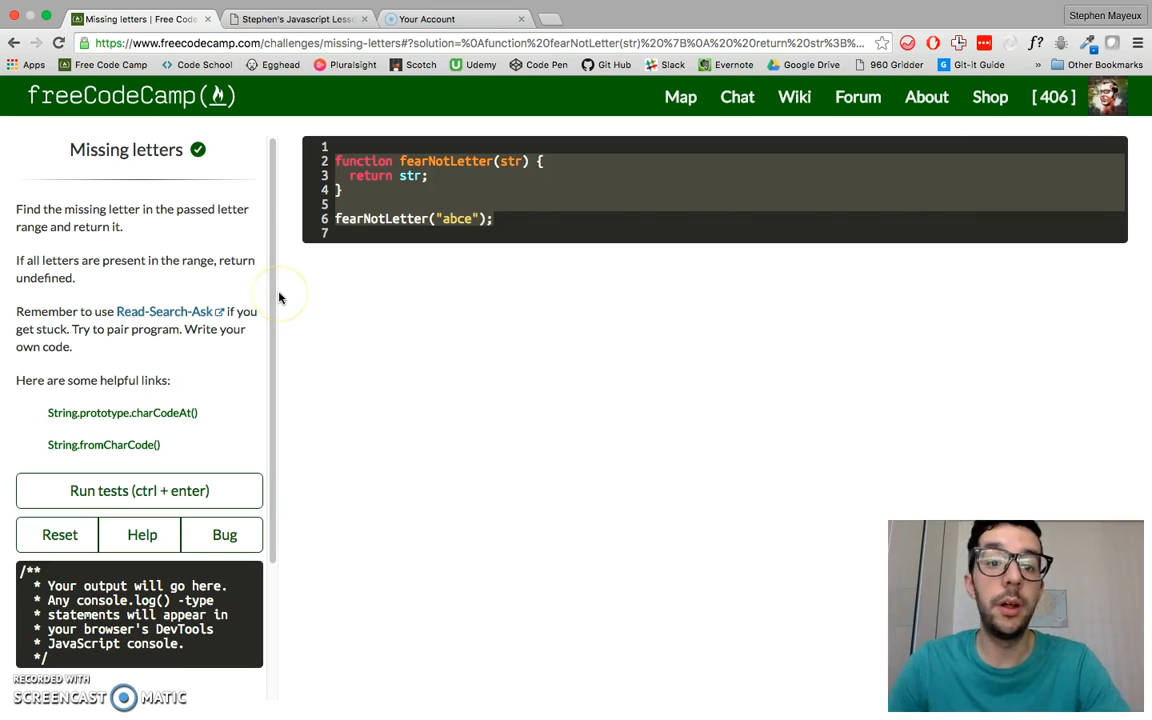 Missing letters | Free Code
Stephen's Javascript Lesso
Your Account
Stephen Mayeux
https://www.freecodecamp.com/challenges/missing-letters#?solution=%0Afunction%20fearNotLetter(str)%20%7B%0A%20%20return%20str%3B%...
Apps
Free Code Camp
Code School
Egghead
Pluralsight
Scotch
Udemy
Code Pen
Git Hub
Slack
Evernote
Google Drive
960 Gridder
Git-it Guide
»
Other Bookmarks
freeCodeCamp
Map
Chat
Wiki
Forum
About
Shop
[ 406 ]
Missing letters
Find the missing letter in the passed letter
range and return it.
If all letters are present in the range, return
undefined.
Remember to use Read-Search-Ask if you
get stuck. Try to pair program. Write your
own code.
Here are some helpful links:
String.prototype.charCodeAt()
String.fromCharCode()
Run tests (ctrl + enter)
Reset
Help
Bug
/**
* Your output will go here.
* Any console.log() -type
* statements will appear in
* your browser's DevTools
* JavaScript console.
*/
RECORDED WITH
SCREENCAST MATIC
1
2 function fearNotLetter(str) {
3 return str;
4 }
5
6 fearNotLetter("abce");
7